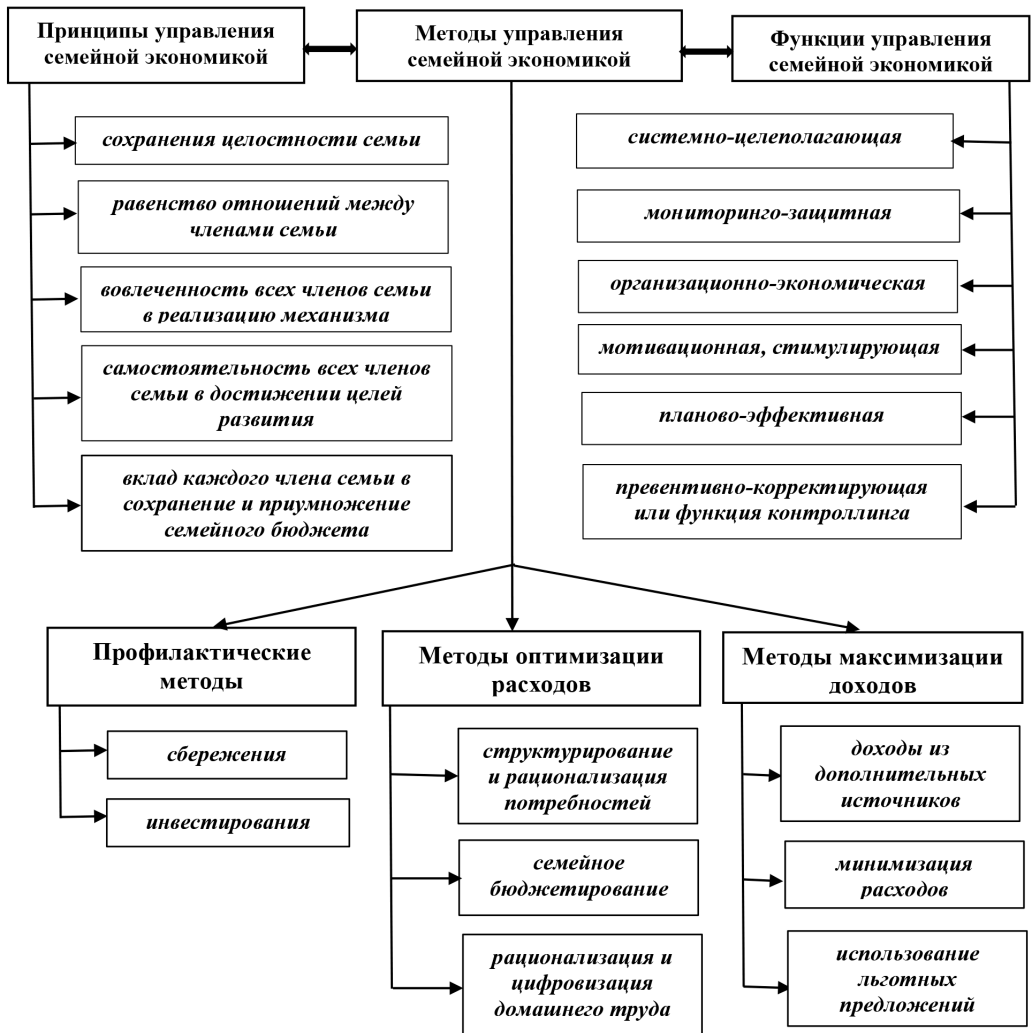 Принципы управления
семейной экономикой
Методы управления
семейной экономикой
Функции управления
семейной экономикой
сохранения целостности семьи
равенство отношений между
членами семьи
вовлеченность всех членов семьи
в реализацию механизма
самостоятельность всех членов
семьи в достижении целей
развития
вклад каждого члена семьи в
сохранение и приумножение
семейного бюджета
системно-целеполагающая
мониторинго-защитная
организационно-экономическая
мотивационная, стимулирующая
планово-эффективная
превентивно-корректирующая
или функция контроллинга
Профилактические
методы
сбережения
инвестирования
Методы оптимизации
расходов
структурирование
и рационализация
потребностей
семейное
бюджетирование
рационализация и
цифровизация
домашнего труда
Методы максимизации
доходов
доходы из
дополнительных
источников
минимизация
расходов
использование
льготных
предложений